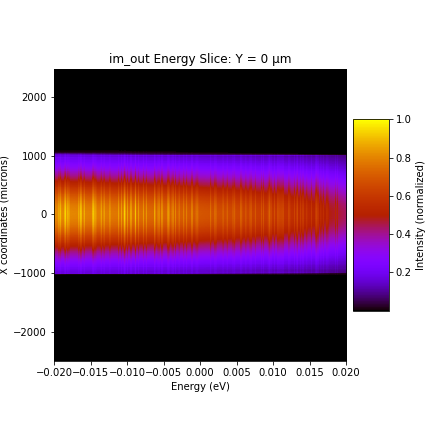 im_out Energy Slice: Y = 0 μm
X coordinates (microns)
2000
1000
0
−1000
−2000
−0.020 −0.015 −0.010 −0.005 0.000 0.005 0.010 0.015 0.020
Energy (eV)
1.0
0.8
0.6
0.4
0.2
Intensity (normalized)